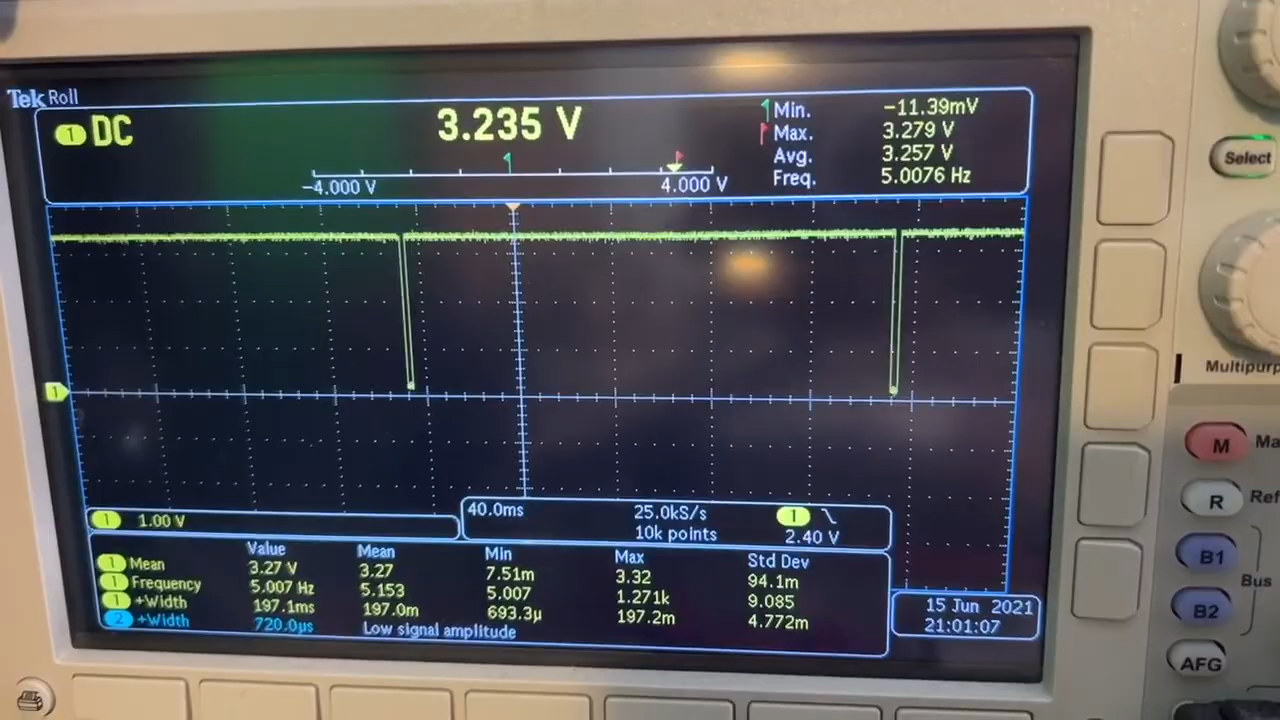 Tek Roll
1 DC
3.235 V
-4.000 V
4.000 V
Min. -11.39mV
Max. 3.279 V
Avg. 3.257 V
Freq. 5.0076 Hz
Select
1
Multipurp
1 1.00 V
40.0ms 25.0kS/s 1
10k points 2.40 V
Value Mean Min Max Std Dev
1 Mean 3.27 V 3.27 7.51m 3.32 94.1m
1 Frequency 5.007 Hz 5.153 5.007 1.271k 9.085
1 +Width 197.1ms 197.0m 693.3µ 197.2m 4.772m
2 +Width 720.0µs Low signal amplitude
15 Jun 2021
21:01:07
M Ma
R Ref
B1
Bus
B2
AFG